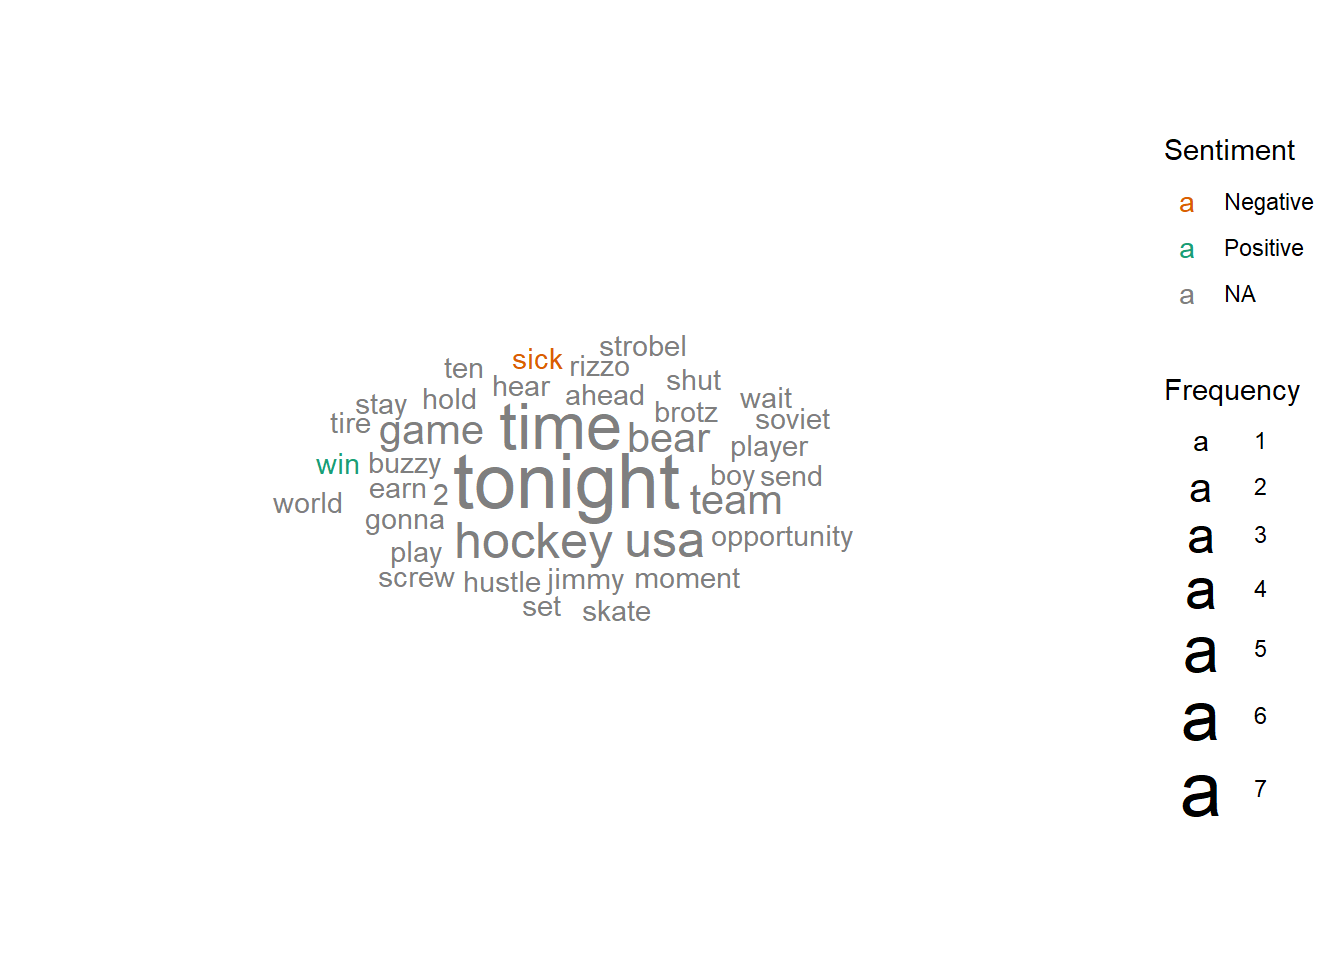 strobel
sick
rizzo
ten
hear
shut
ahead
hold
wait
stay
brotz
soviet
tire
game
time
bear
player
win
buzzy
tonight
boy
send
earn
2
team
world
gonna
hockey
usa
opportunity
play
screw
hustle
jimmy
moment
set
skate
Sentiment
a Negative
a Positive
a NA
Frequency
a 1
a 2
a 3
a 4
a 5
a 6
a 7